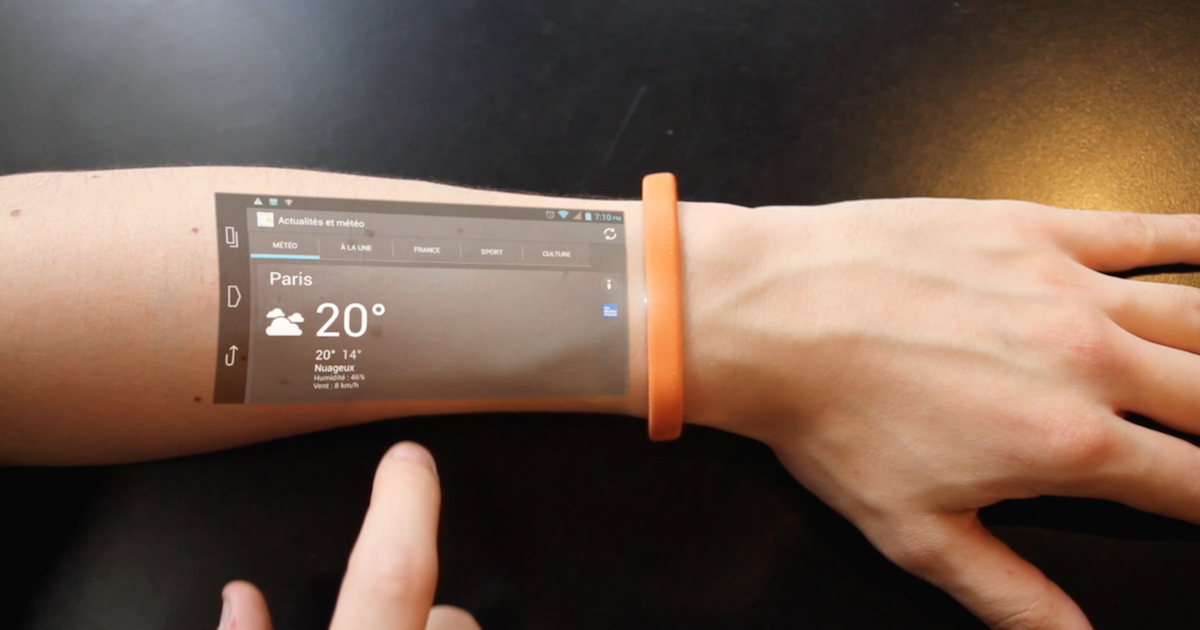 7:10 PM
Actualités et météo
MÉTÉO
À LA UNE
FRANCE
SPORT
CULTURE
Paris
20°
20° 14°
Nuageux
Humidité : 46%
Vent : 8 km/h